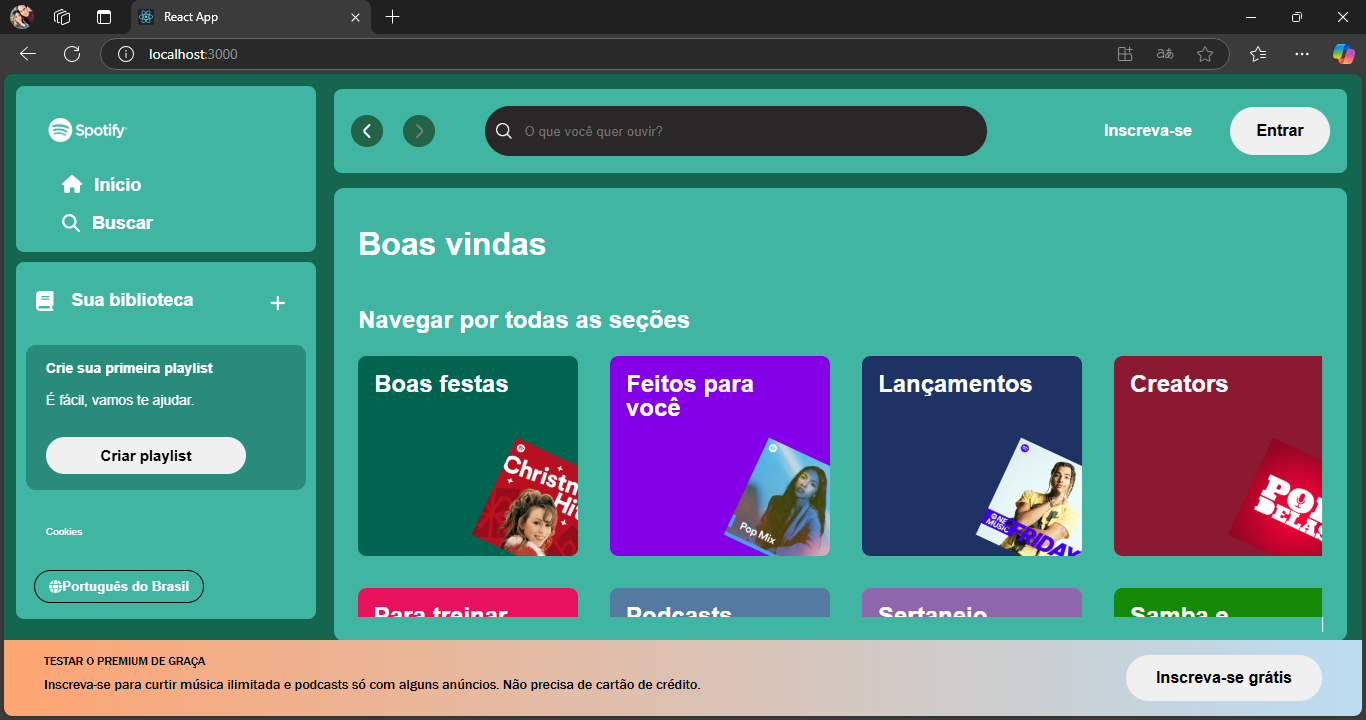 React App
localhost:3000
Spotify
Início
Buscar
Sua biblioteca
Crie sua primeira playlist
É fácil, vamos te ajudar.
Criar playlist
Cookies
Português do Brasil
O que você quer ouvir?
Inscreva-se
Entrar
Boas vindas
Navegar por todas as seções
Boas festas
Feitos para
você
Lançamentos
Creators
Pop Mix
FRIDAY
Para treinar
Podcasts
Sertanejo
Samba e
TESTAR O PREMIUM DE GRAÇA
Inscreva-se para curtir música ilimitada e podcasts só com alguns anúncios. Não precisa de cartão de crédito.
Inscreva-se grátis